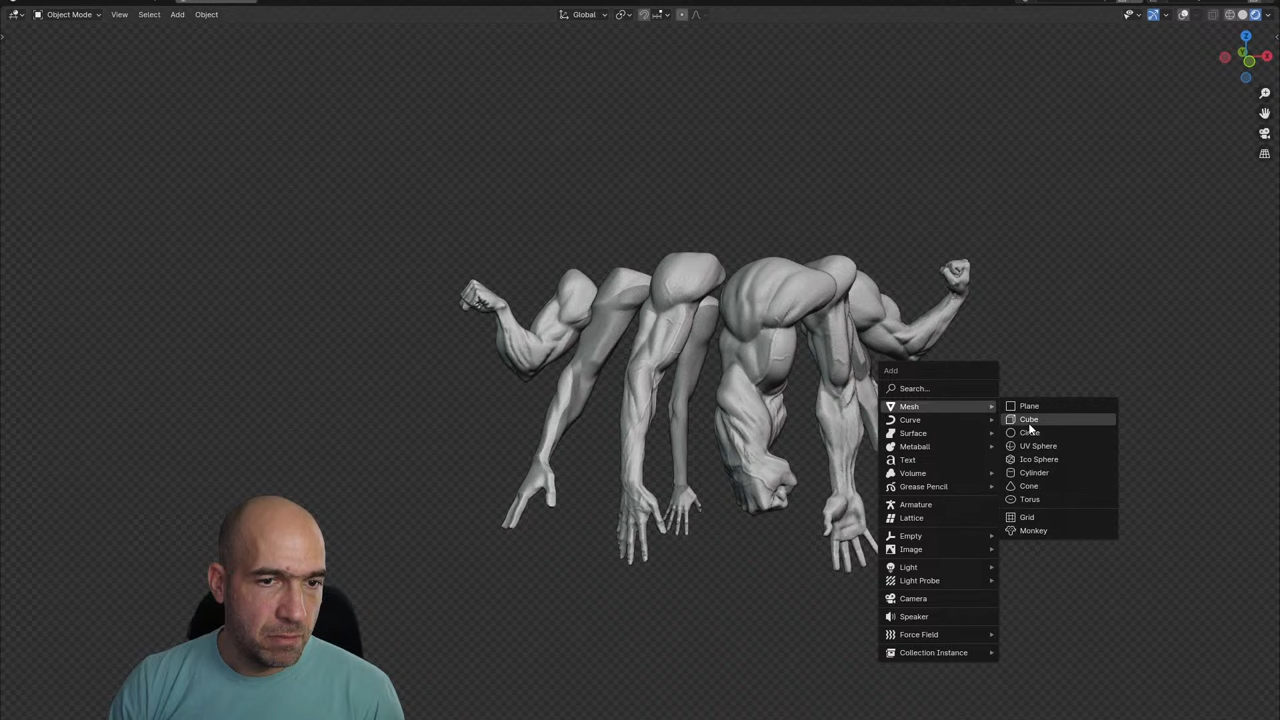 Object Mode View Select Add Object Global
Z
Y
X
Add
Search...
Mesh
Curve
Surface
Metaball
Text
Volume
Grease Pencil
Armature
Lattice
Empty
Image
Light
Light Probe
Camera
Speaker
Force Field
Collection Instance
Plane
Cube
Circle
UV Sphere
Ico Sphere
Cylinder
Cone
Torus
Grid
Monkey